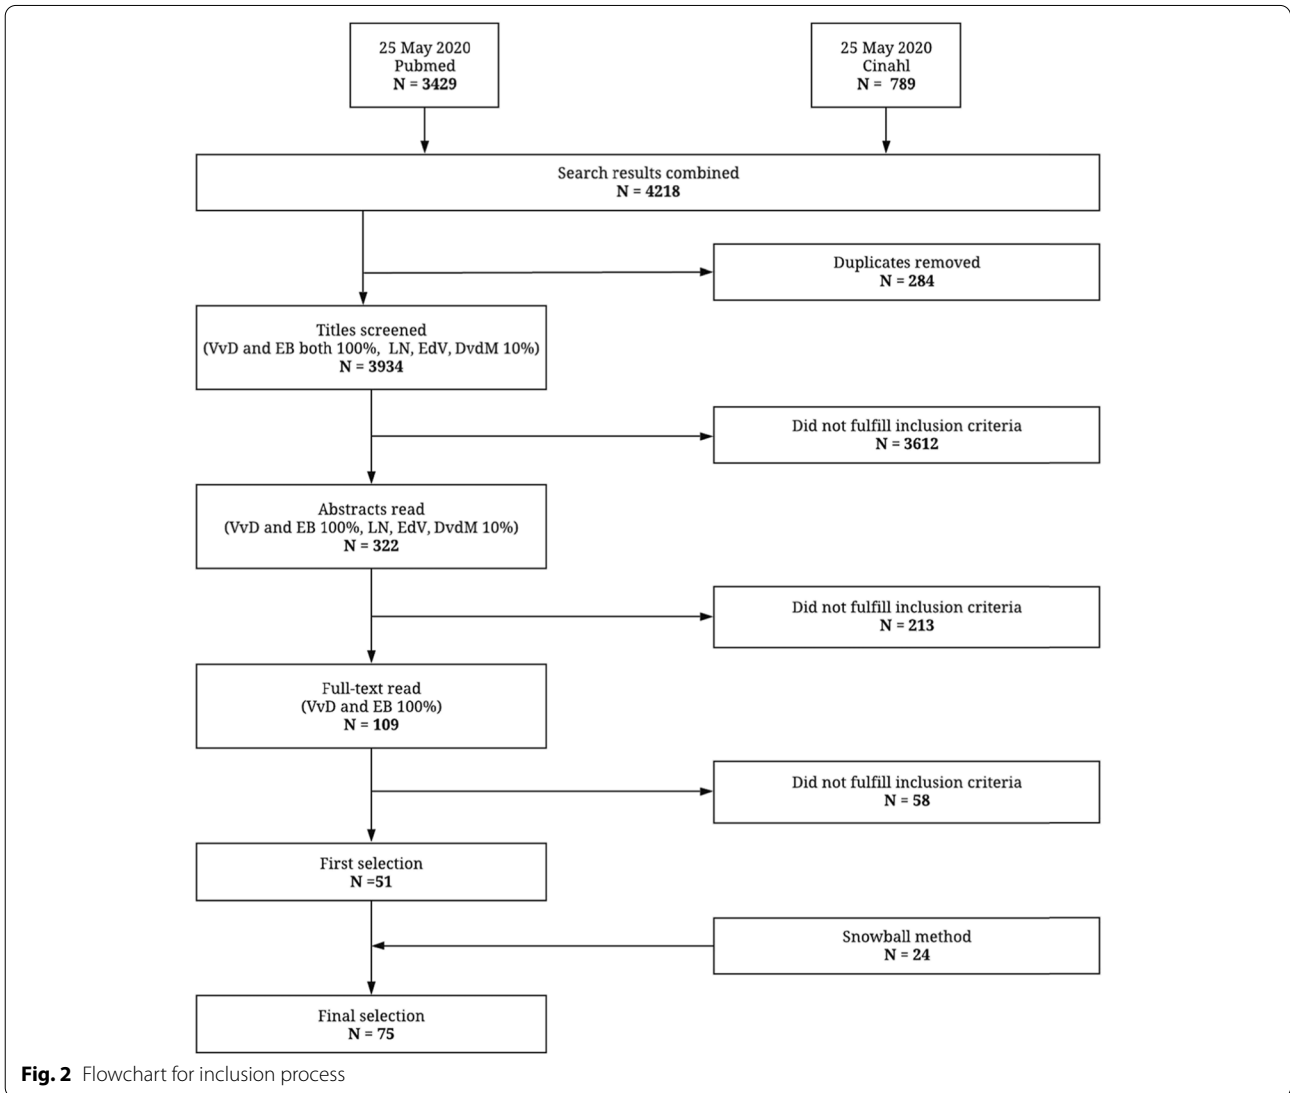 25 May 2020
Pubmed
N = 3429
25 May 2020
Cinahl
N =  789
Search results combined
N = 4218
Duplicates removed
N = 284
Titles screened
(VvD and EB both 100%,  LN, EdV, DvdM 10%)
N = 3934
Did not fulfill inclusion criteria
N = 3612
Abstracts read
(VvD and EB 100%, LN, EdV, DvdM 10%)
N = 322
Did not fulfill inclusion criteria
N = 213
Full-text read
(VvD and EB 100%)
N = 109
Did not fulfill inclusion criteria
N = 58
First selection
N =51
Snowball method
N = 24
Final selection
N = 75
Fig. 2 Flowchart for inclusion process